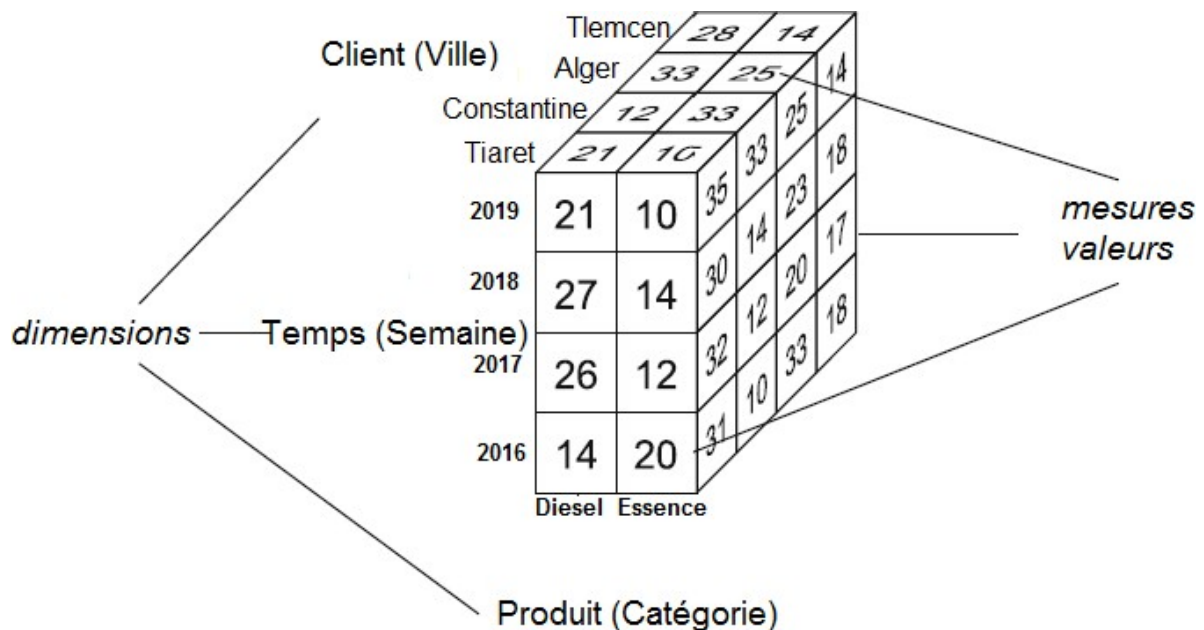 Client (Ville)
Tlemcen 28 14
Alger 33 25
Constantine 12 33
Tiaret 21 10
2019 21 10
2018 27 14
2017 26 12
2016 14 20
35 33 25 14
30 14 23 18
32 12 20 17
31 10 33 18
Diesel Essence
dimensions
Temps (Semaine)
Produit (Catégorie)
mesures
valeurs